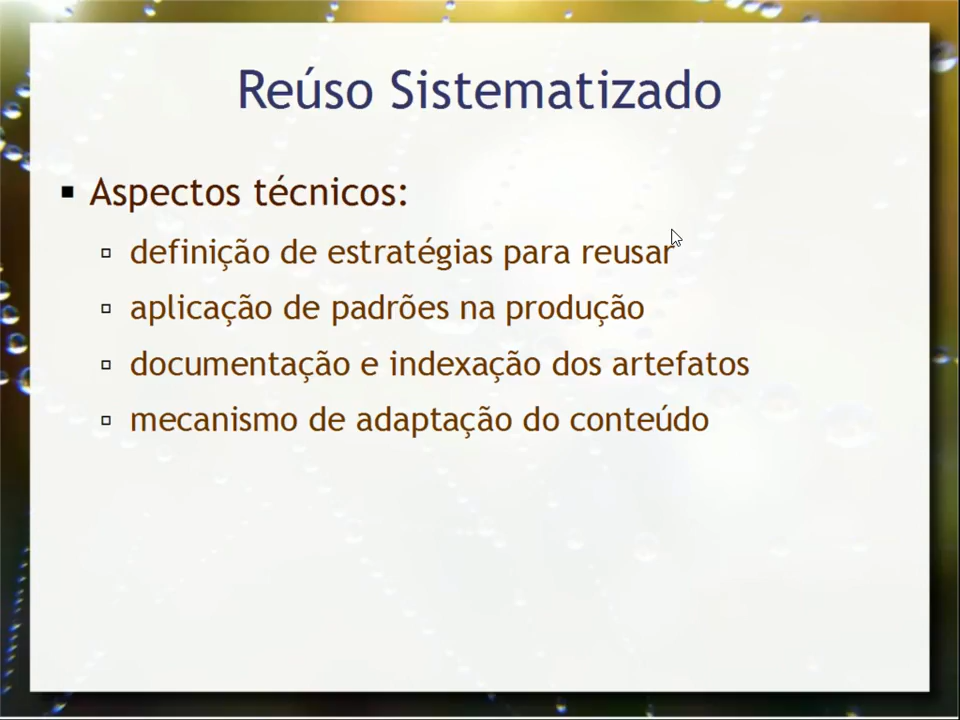 Reúso Sistematizado
Aspectos técnicos:
definição de estratégias para reusar
aplicação de padrões na produção
documentação e indexação dos artefatos
mecanismo de adaptação do conteúdo